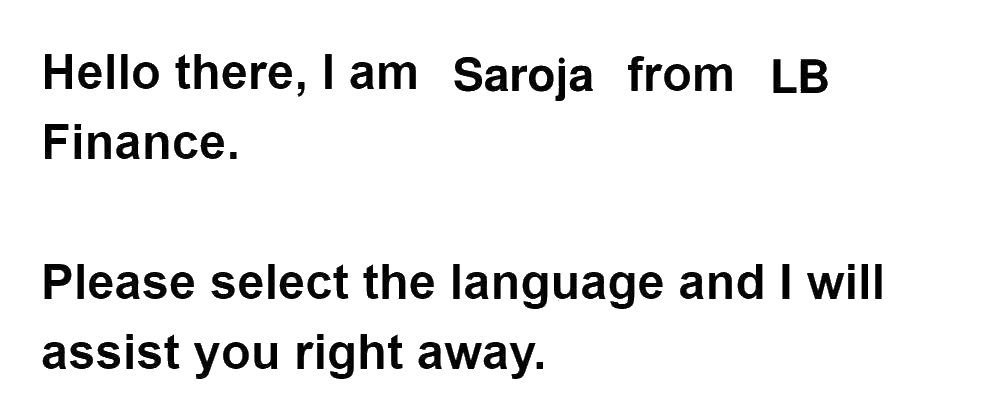 Hello there, I am Saroja from LB
Finance.
Please select the language and I will
assist you right away.